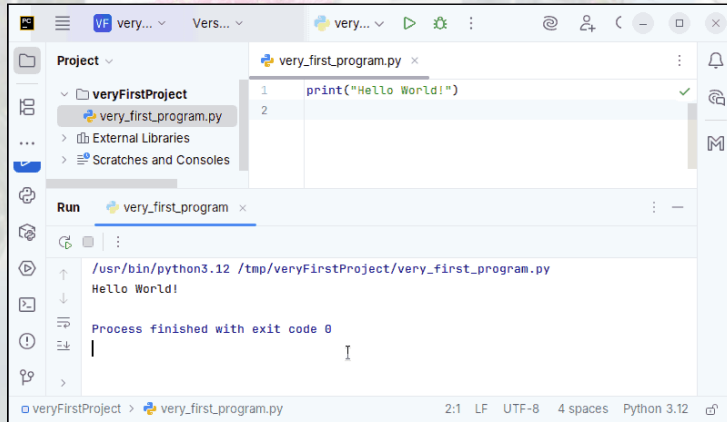 PC VF very... Vers... very...
Project
very_first_program.py
veryFirstProject
very_first_program.py
External Libraries
Scratches and Consoles
1 print("Hello World!")
2
Run very_first_program
/usr/bin/python3.12 /tmp/veryFirstProject/very_first_program.py
Hello World!
Process finished with exit code 0
veryFirstProject > very_first_program.py 2:1 LF UTF-8 4 spaces Python 3.12